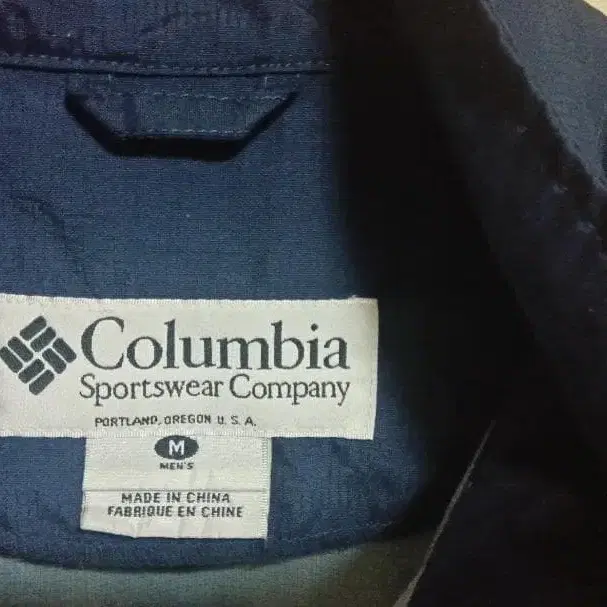 Columbia
Sportswear Company
PORTLAND, OREGON U.S.A.
M
MEN'S
MADE IN CHINA
FABRIQUE EN CHINE